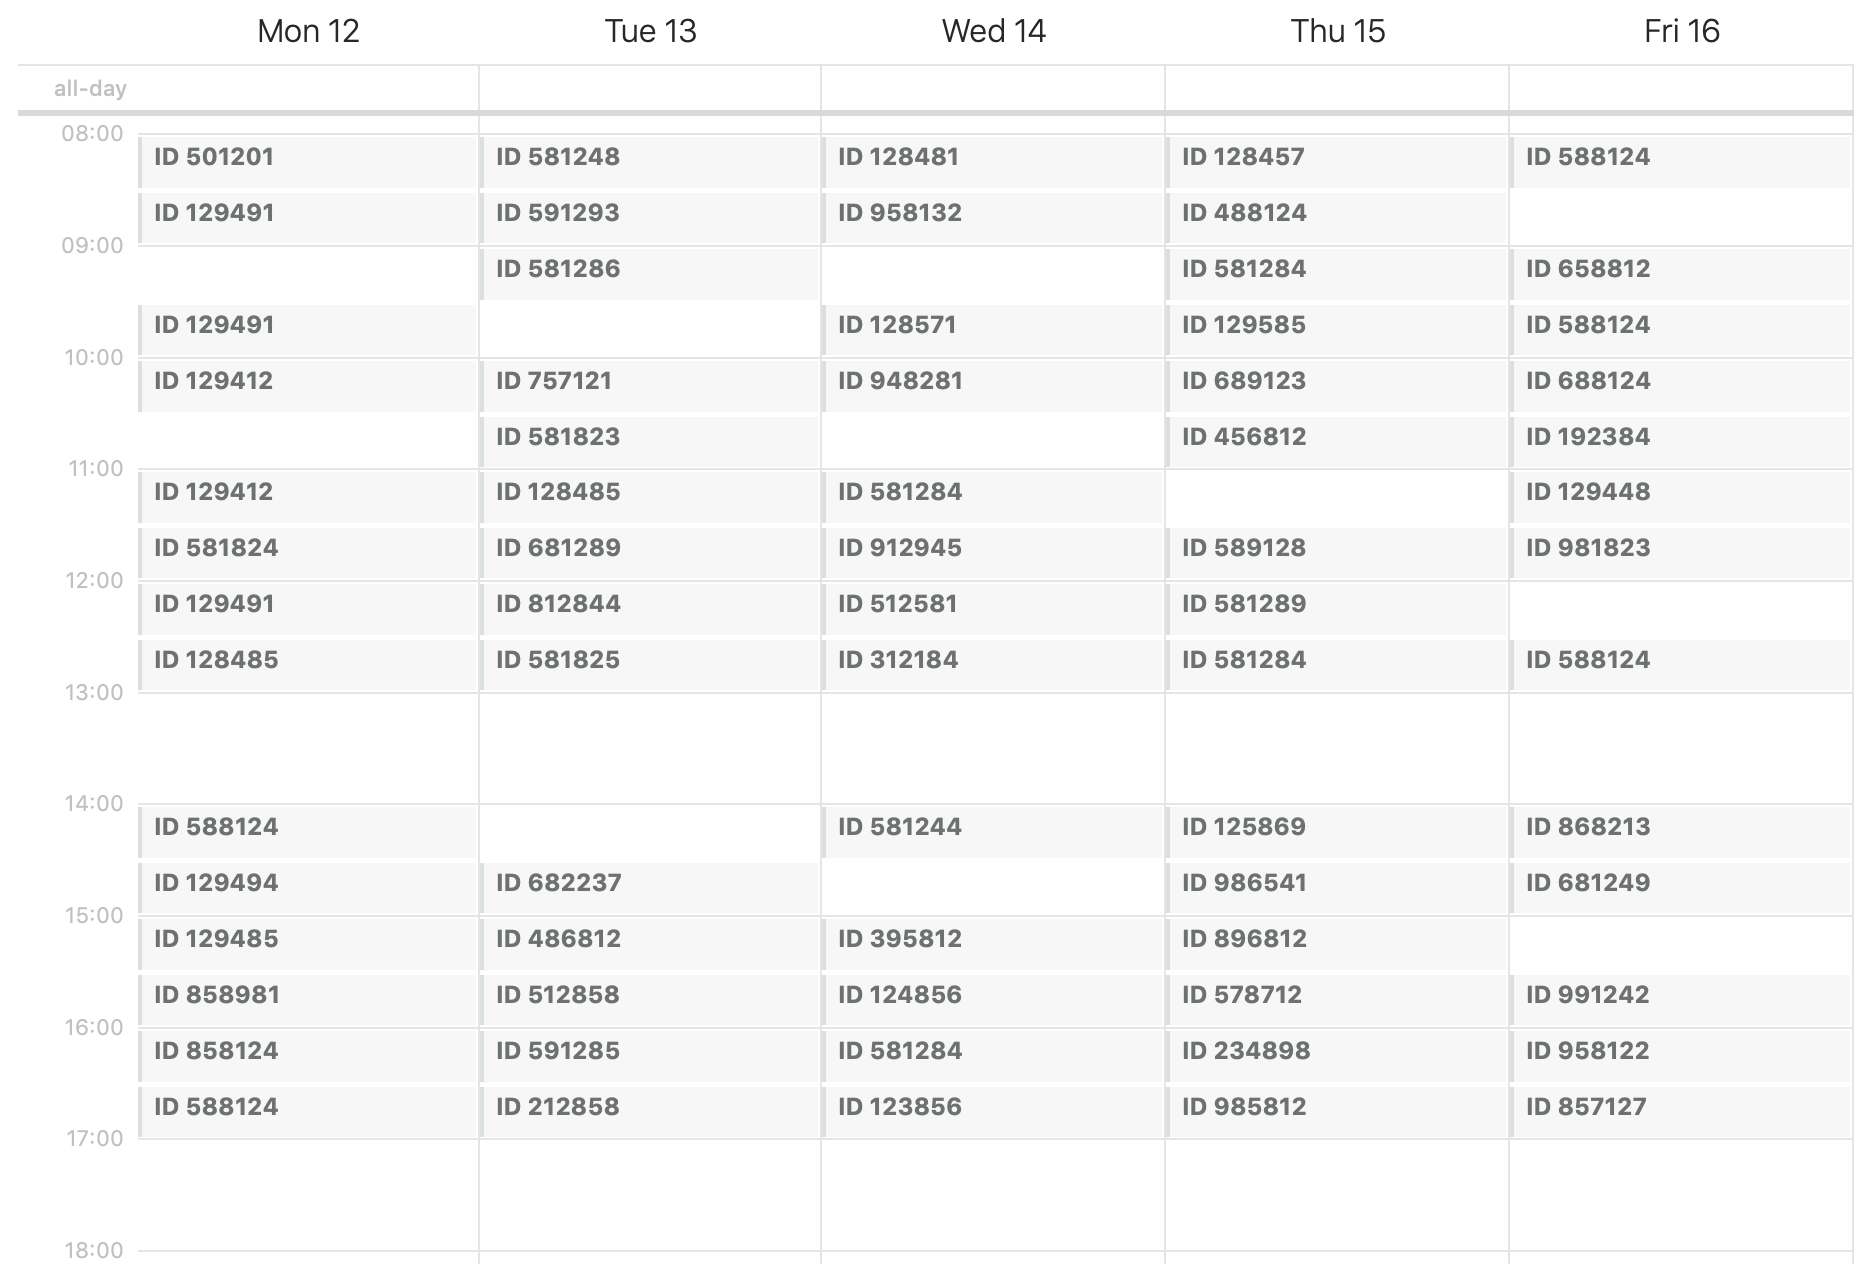 Mon 12 Tue 13 Wed 14 Thu 15 Fri 16
all-day
08:00
ID 501201 ID 581248 ID 128481 ID 128457 ID 588124
ID 129491 ID 591293 ID 958132 ID 488124
09:00
ID 581286 ID 581284 ID 658812
ID 129491 ID 128571 ID 129585 ID 588124
10:00
ID 129412 ID 757121 ID 948281 ID 689123 ID 688124
ID 581823 ID 456812 ID 192384
11:00
ID 129412 ID 128485 ID 581284 ID 129448
ID 581824 ID 681289 ID 912945 ID 589128 ID 981823
12:00
ID 129491 ID 812844 ID 512581 ID 581289
ID 128485 ID 581825 ID 312184 ID 581284 ID 588124
13:00
14:00
ID 588124 ID 581244 ID 125869 ID 868213
ID 129494 ID 682237 ID 986541 ID 681249
15:00
ID 129485 ID 486812 ID 395812 ID 896812
ID 858981 ID 512858 ID 124856 ID 578712 ID 991242
16:00
ID 858124 ID 591285 ID 581284 ID 234898 ID 958122
ID 588124 ID 212858 ID 123856 ID 985812 ID 857127
17:00
18:00